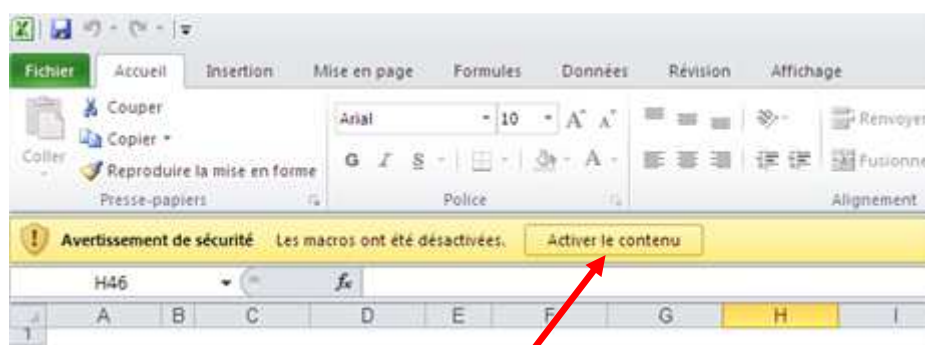 Fichier Accueil Insertion Mise en page Formules Données Révision Affichage
Couper
Copier
Coller
Reproduire la mise en forme
Presse-papiers
Arial 10 A A
G I S A
Police
Renvoyer
Fusionne
Alignement
Avertissement de sécurité Les macros ont été désactivées. Activer le contenu
H46 fx
A B C D E F G H I
1